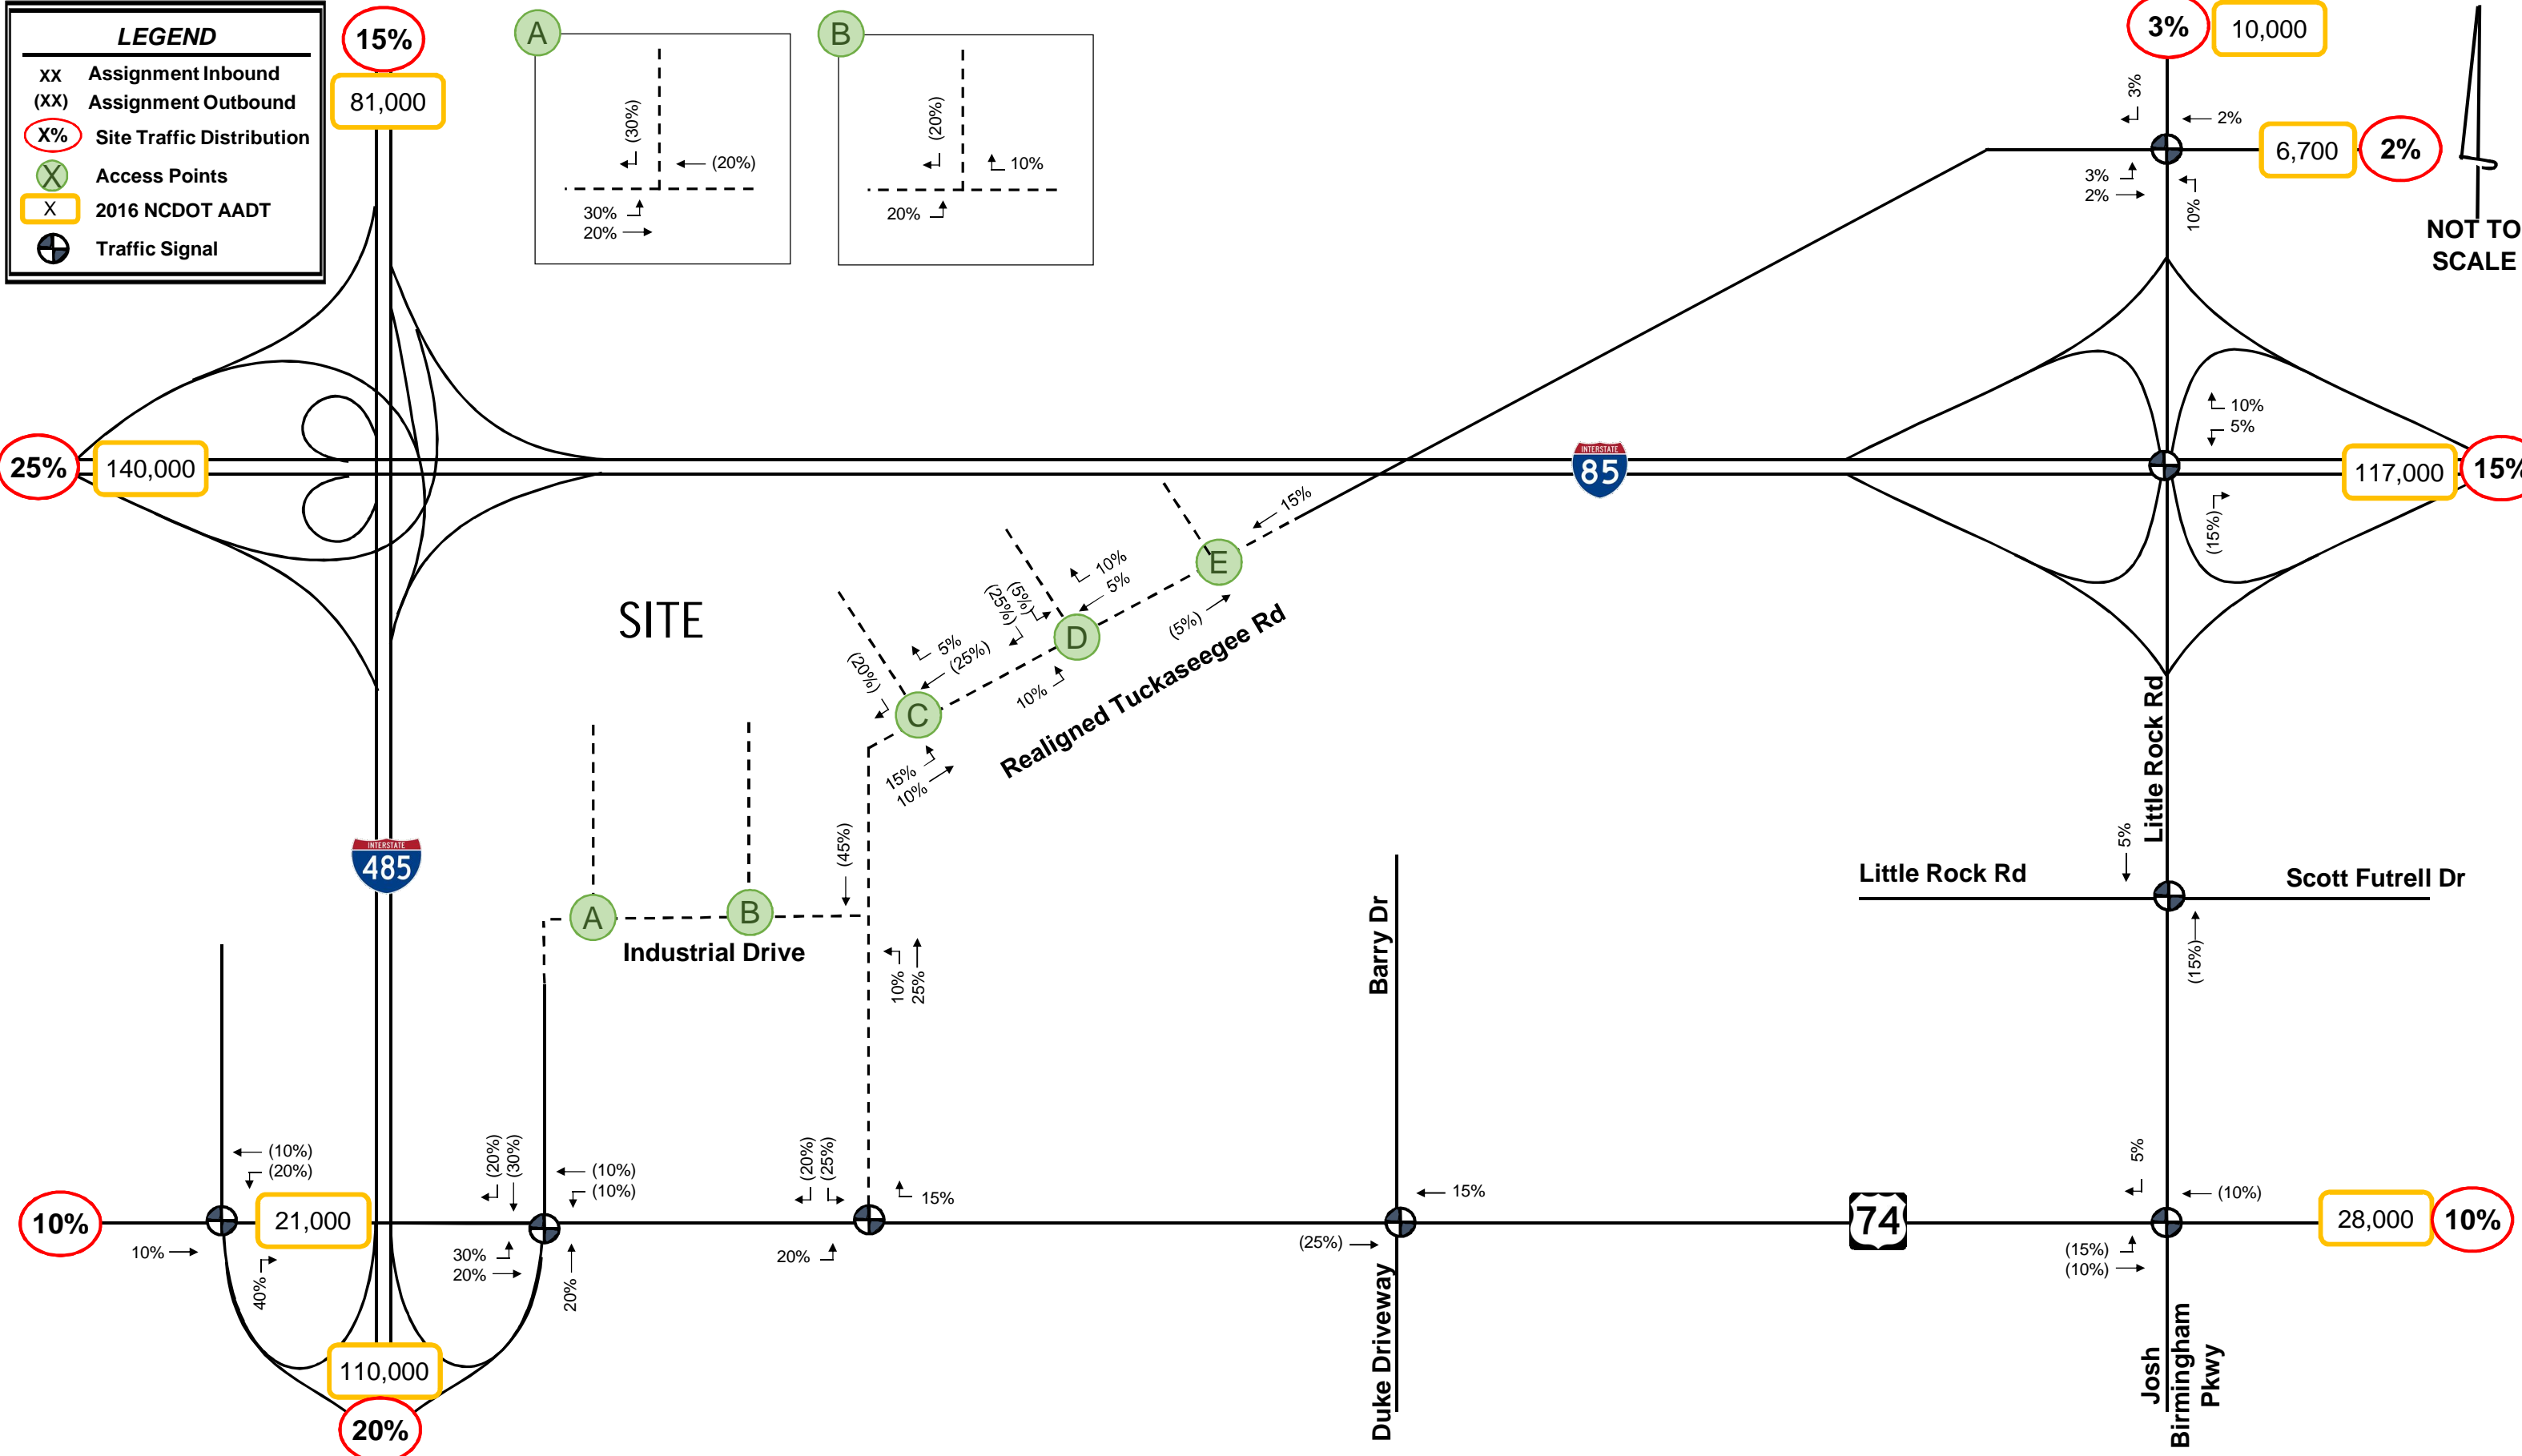 LEGEND
XX Assignment Inbound
(XX) Assignment Outbound
X% Site Traffic Distribution
X Access Points
X 2016 NCDOT AADT
Traffic Signal
15%
81,000
A
(30%)
(20%)
30%
20%
B
(20%)
10%
20%
3%
10,000
3%
2%
6,700
2%
3%
2%
10%
NOT TO
SCALE
25%
140,000
INTERSTATE
85
10%
5%
117,000
15%
(15%)
15%
E
(5%)
10%
5%
(5%)
(25%)
D
10%
SITE
5%
(25%)
(20%)
C
15%
10%
Realigned Tuckaseegee Rd
Little Rock Rd
INTERSTATE
485
(45%)
A
B
Industrial Drive
10%
25%
Barry Dr
5%
Little Rock Rd
Scott Futrell Dr
(15%)
(10%)
(20%)
10%
21,000
10%
40%
(20%)
(30%)
(10%)
(10%)
30%
20%
20%
(20%)
(25%)
15%
20%
15%
(25%)
Duke Driveway
74
5%
(10%)
(15%)
(10%)
28,000
10%
Josh
Birmingham
Pkwy
110,000
20%